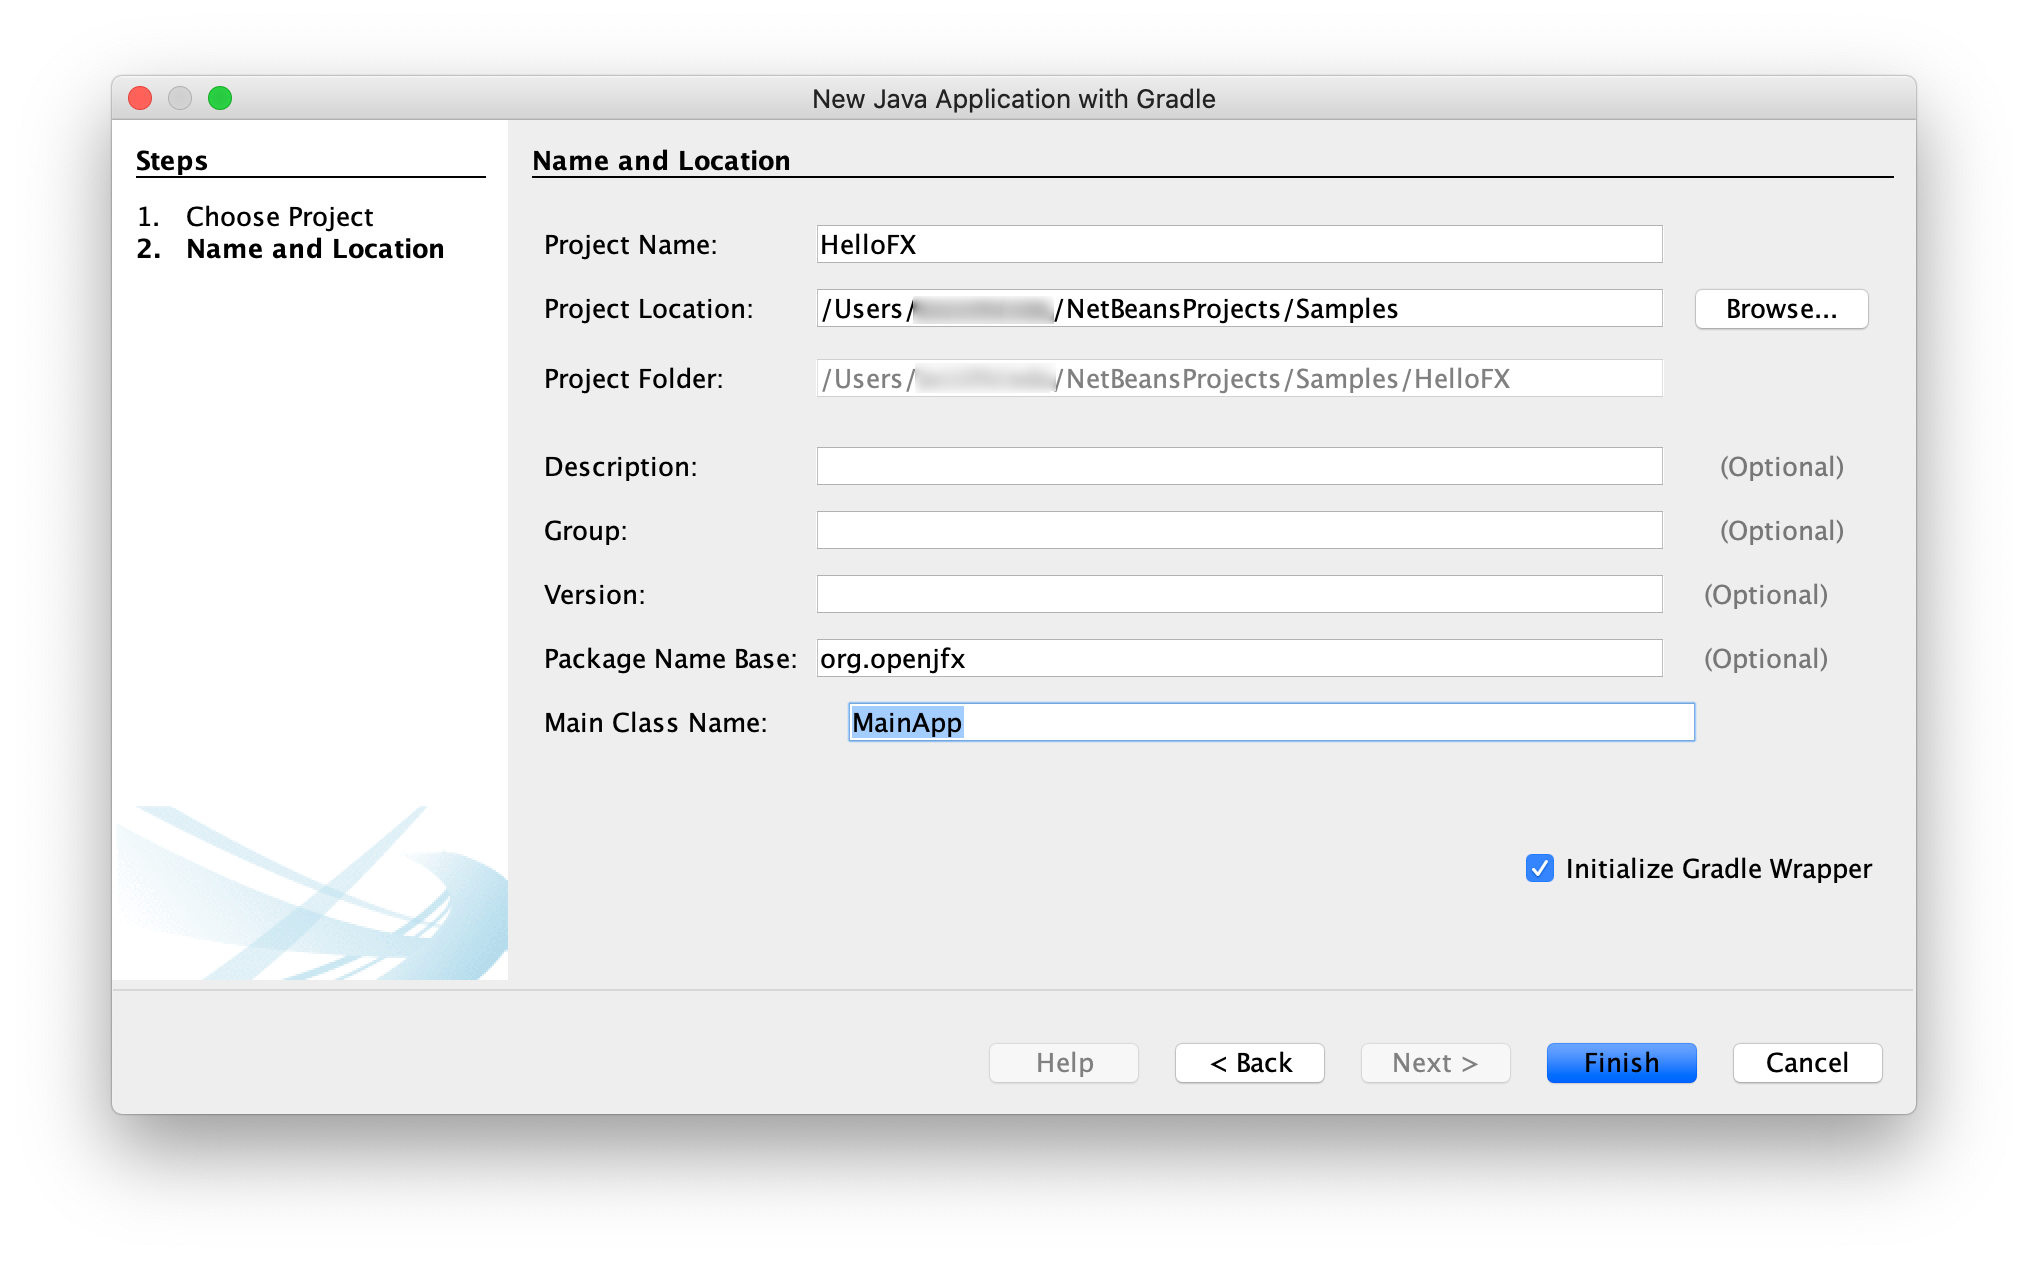 New Java Application with Gradle
Steps
1. Choose Project
2. Name and Location
Name and Location
Project Name: HelloFX
Project Location: /Users/ /NetBeansProjects/Samples Browse...
Project Folder: /Users/ /NetBeansProjects/Samples/HelloFX
Description: (Optional)
Group: (Optional)
Version: (Optional)
Package Name Base: org.openjfx (Optional)
Main Class Name: MainApp
Initialize Gradle Wrapper
Help < Back Next > Finish Cancel